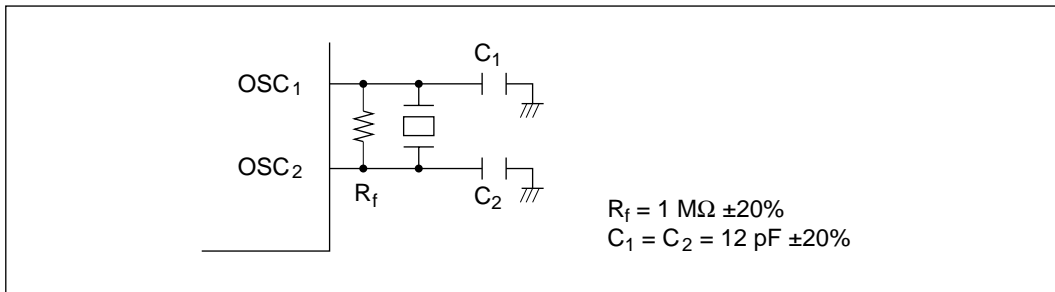 C1
OSC1
OSC2
Rf
C2
Rf = 1 MΩ ±20%
C1 = C2 = 12 pF ±20%